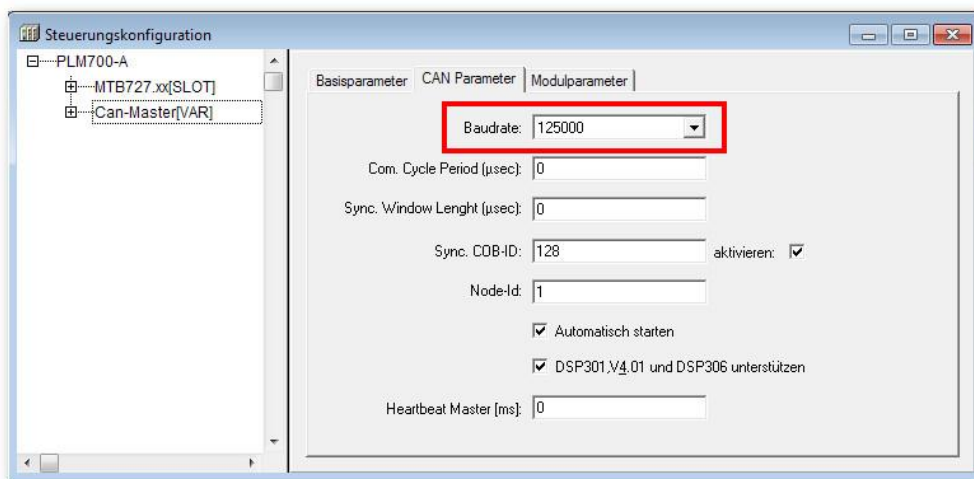 Steuerungskonfiguration
PLM700-A
MTB727.xx[SLOT]
Can-Master[VAR]
Basisparameter CAN Parameter Modulparameter
Baudrate: 125000
Com. Cycle Period (µsec): 0
Sync. Window Lenght (µsec): 0
Sync. COB-ID: 128 aktivieren:
Node-Id: 1
Automatisch starten
DSP301,V4.01 und DSP306 unterstützen
Heartbeat Master [ms]: 0